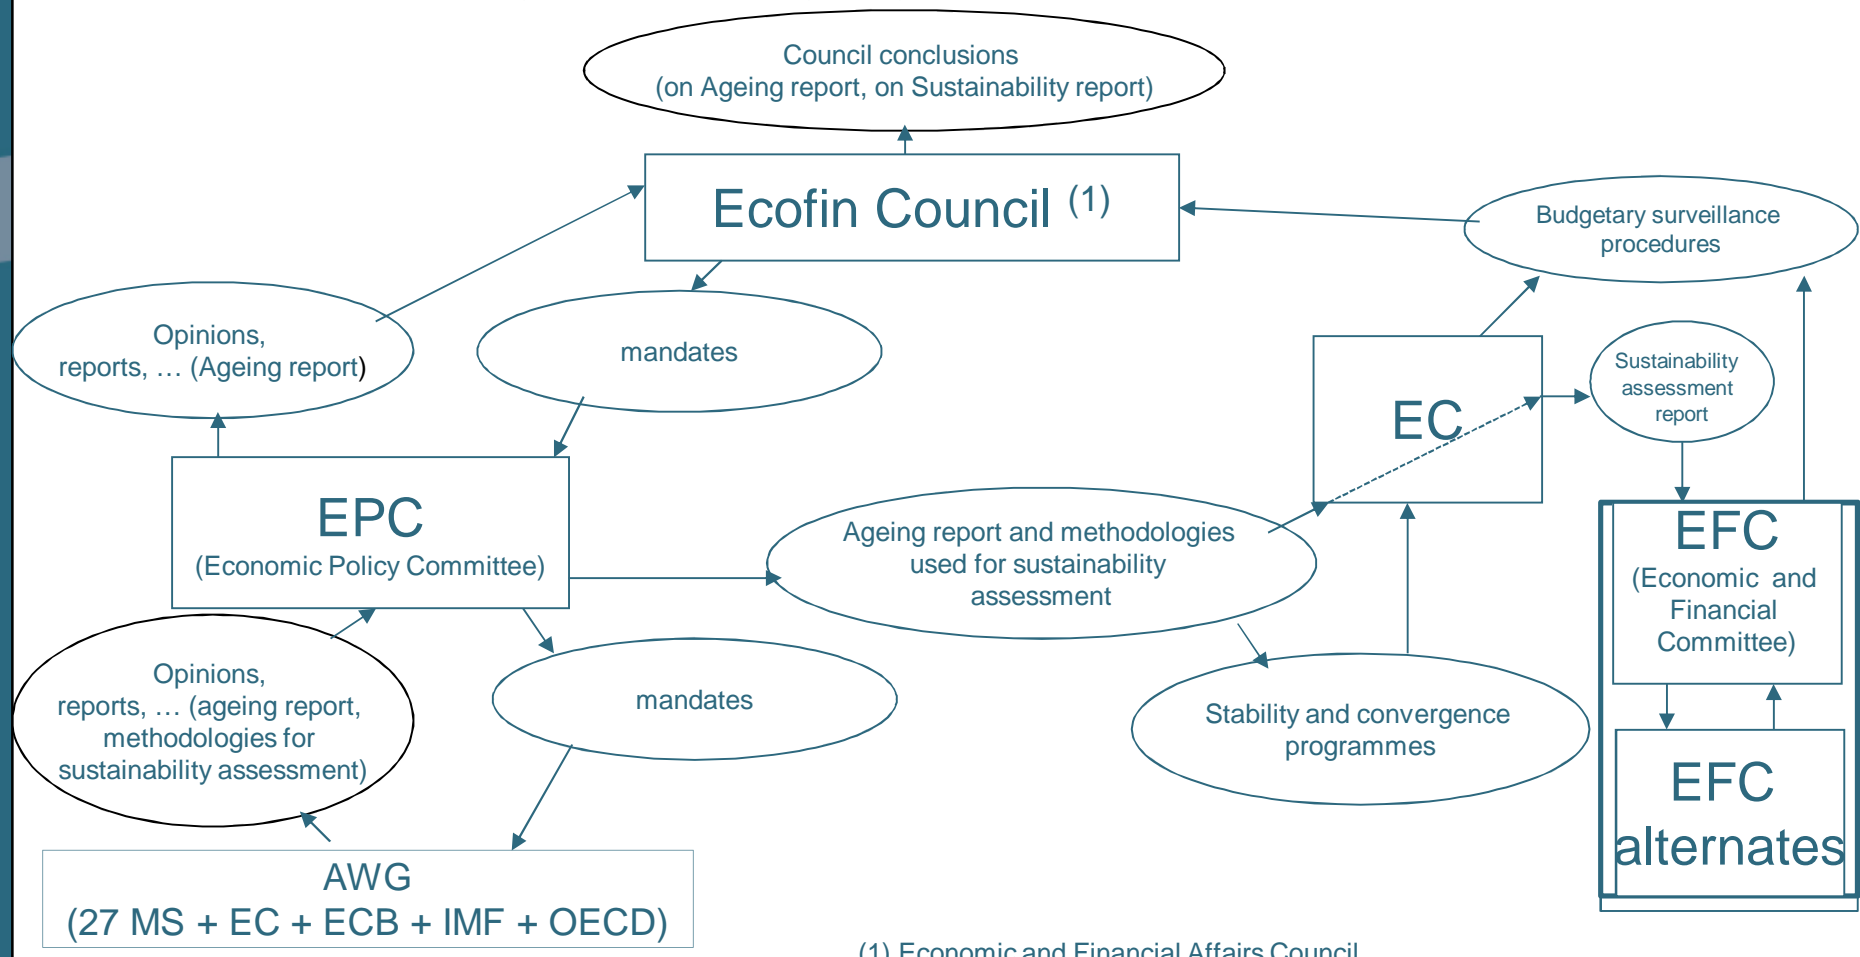 Council conclusions
(on Ageing report, on Sustainability report)
Ecofin Council (1)
Budgetary surveillance
procedures
Opinions,
reports, … (Ageing report)
mandates
EC
Sustainability
assessment
report
EPC
(Economic Policy Committee)
Ageing report and methodologies
used for sustainability
assessment
EFC
(Economic and
Financial
Committee)
Opinions,
reports, … (ageing report,
methodologies for
sustainability assessment)
mandates
Stability and convergence
programmes
EFC
alternates
AWG
(27 MS + EC + ECB + IMF + OECD)
(1) Economic and Financial Affairs Council